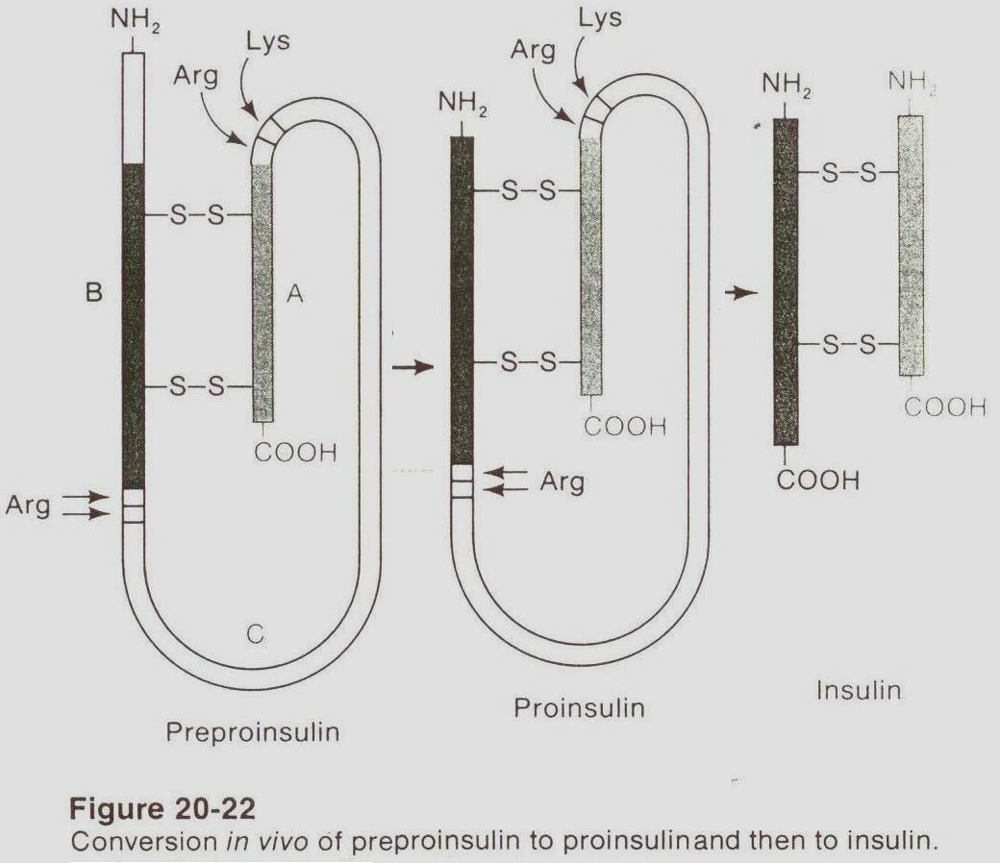 NH2
Lys
Arg
S–S
B
A
S–S
COOH
Arg
C
Preproinsulin
Lys
Arg
NH2
S–S
S–S
COOH
Arg
Proinsulin
NH2
NH2
S–S
S–S
COOH
COOH
Insulin
Figure 20-22
Conversion in vivo of preproinsulin to proinsulinand then to insulin.